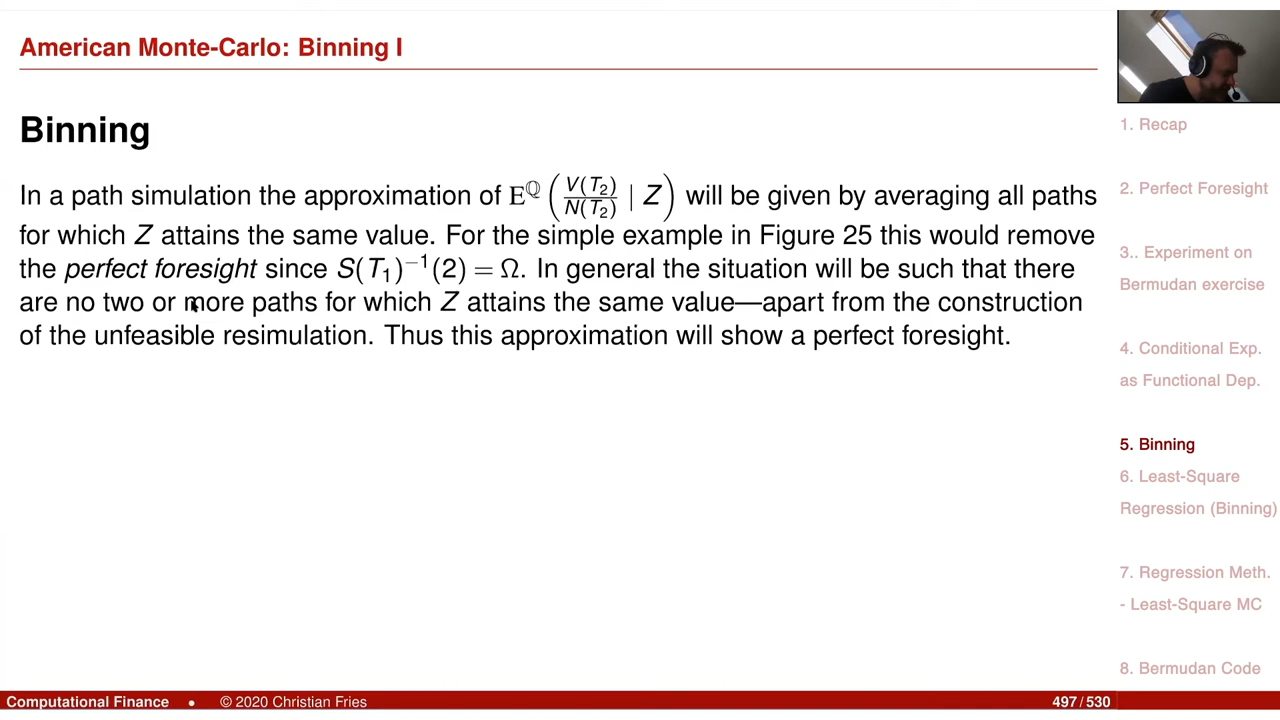 American Monte-Carlo: Binning I
Binning
In a path simulation the approximation of E^ℚ ( V(T₂)/N(T₂) | Z ) will be given by averaging all paths
for which Z attains the same value. For the simple example in Figure 25 this would remove
the perfect foresight since S(T₁)⁻¹(2) = Ω. In general the situation will be such that there
are no two or more paths for which Z attains the same value—apart from the construction
of the unfeasible resimulation. Thus this approximation will show a perfect foresight.
1. Recap
2. Perfect Foresight
3.. Experiment on
Bermudan exercise
4. Conditional Exp.
as Functional Dep.
5. Binning
6. Least-Square
Regression (Binning)
7. Regression Meth.
- Least-Square MC
8. Bermudan Code
Computational Finance • © 2020 Christian Fries 497 / 530